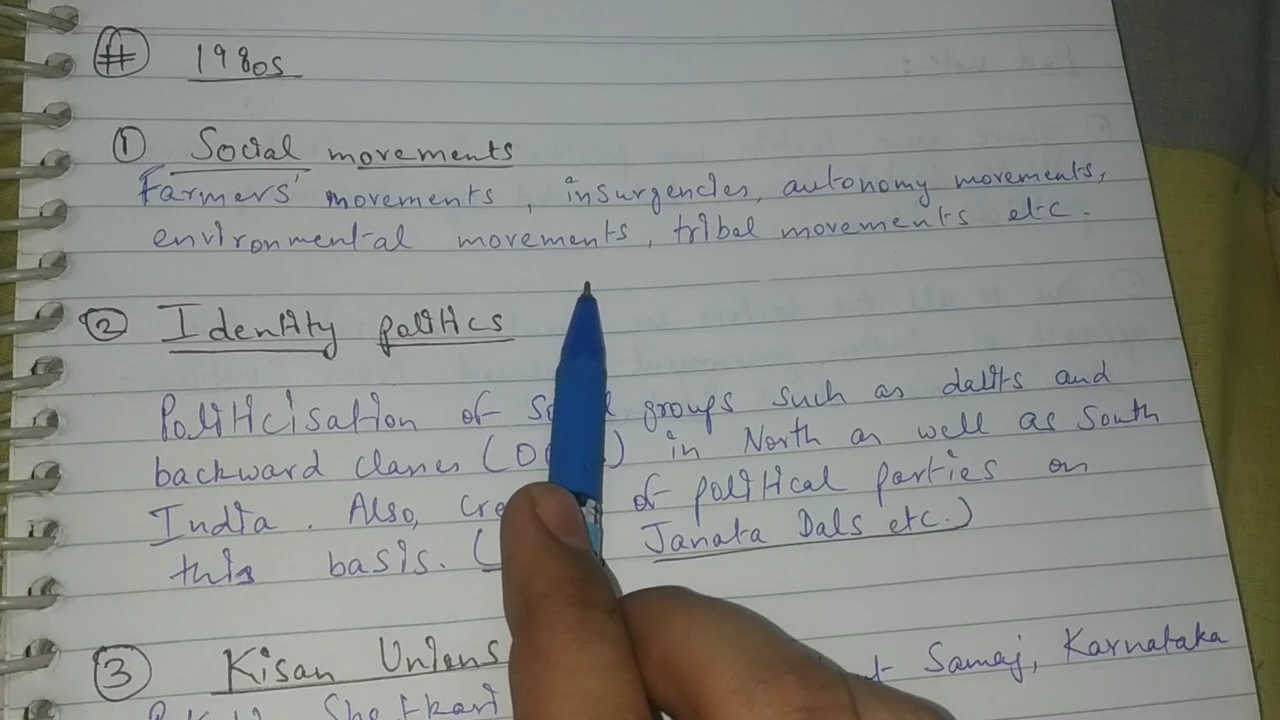 # 1980s
① Social movements
Farmers' movements, insurgencies, autonomy movements,
environmental movements, tribal movements etc.
② Identity politics
Politicisation of groups such as dalits and
backward classes ( ) in North as well as South
India. Also, of political parties on
this basis. ( Janata Dals etc.)
③ Kisan Unions Samaj, Karnataka
Shetkari